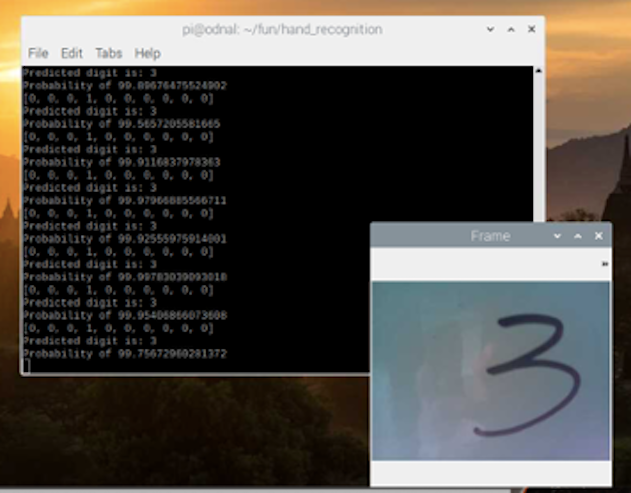 pi@odnal: ~/fun/hand_recognition
File Edit Tabs Help
Predicted digit is: 3
Probability of 99.89676475524902
[0, 0, 0, 1, 0, 0, 0, 0, 0, 0]
Predicted digit is: 3
Probability of 99.5657205581665
[0, 0, 0, 1, 0, 0, 0, 0, 0, 0]
Predicted digit is: 3
Probability of 99.9116837978363
[0, 0, 0, 1, 0, 0, 0, 0, 0, 0]
Predicted digit is: 3
Probability of 99.97966885566711
[0, 0, 0, 1, 0, 0, 0, 0, 0, 0]
Predicted digit is: 3
Probability of 99.92555975914001
[0, 0, 0, 1, 0, 0, 0, 0, 0, 0]
Predicted digit is: 3
Probability of 99.99783039093018
[0, 0, 0, 1, 0, 0, 0, 0, 0, 0]
Predicted digit is: 3
Probability of 99.95406866073608
[0, 0, 0, 1, 0, 0, 0, 0, 0, 0]
Predicted digit is: 3
Probability of 99.75672960281372
Frame
3